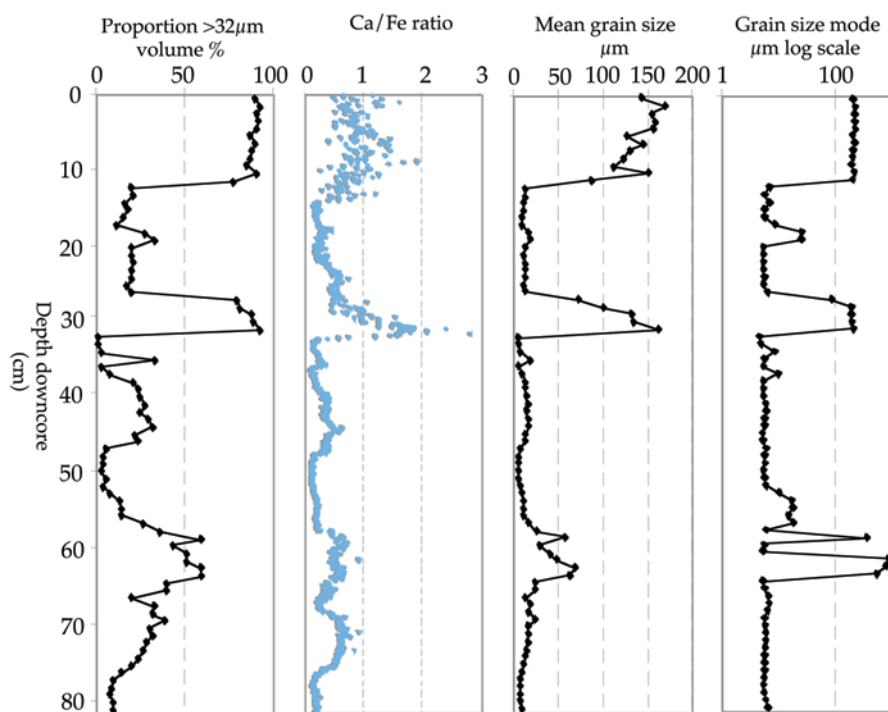 Proportion >32μm
volume %
Ca/Fe ratio
Mean grain size
μm
Grain size mode
μm log scale
0 50 100
0 1 2 3
0 50 100 150 200
1 100
0
10
20
30
40
50
60
70
80
Depth downcore
(cm)